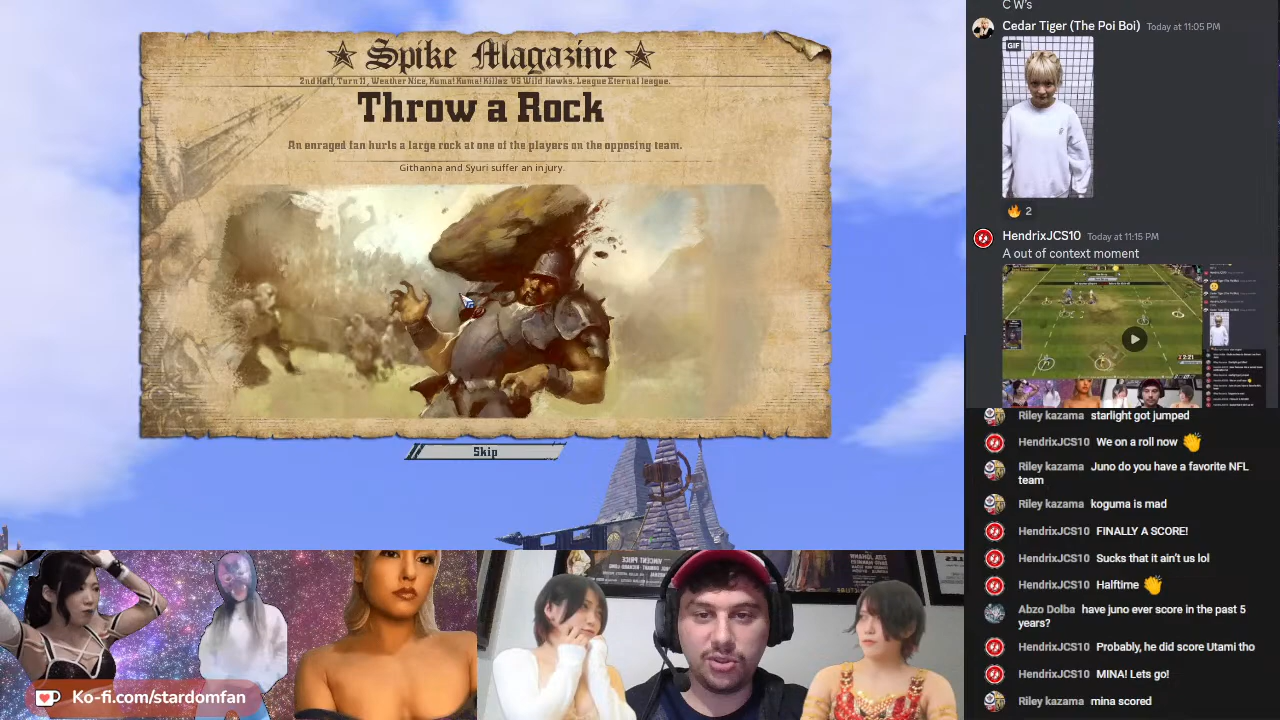 Spike Magazine
2nd Half, Turn 11, Weather Nice, Kuma!Kuma! Killaz VS Wild Hawks. League Eternal league.
Throw a Rock
An enraged fan hurls a large rock at one of the players on the opposing team.
Githanna and Syuri suffer an injury.
Skip
Ko-fi.com/stardomfan
C W's
Cedar Tiger (The Poi Boi) Today at 11:05 PM
GIF
2
HendrixJCS10 Today at 11:15 PM
A out of context moment
2:21
Riley kazama starlight got jumped
HendrixJCS10 We on a roll now 👏
Riley kazama Juno do you have a favorite NFL
team
Riley kazama koguma is mad
HendrixJCS10 FINALLY A SCORE!
HendrixJCS10 Sucks that it ain't us lol
HendrixJCS10 Halftime 👏
Abzo Dolba have juno ever score in the past 5
years?
HendrixJCS10 Probably, he did score Utami tho
HendrixJCS10 MINA! Lets go!
Riley kazama mina scored